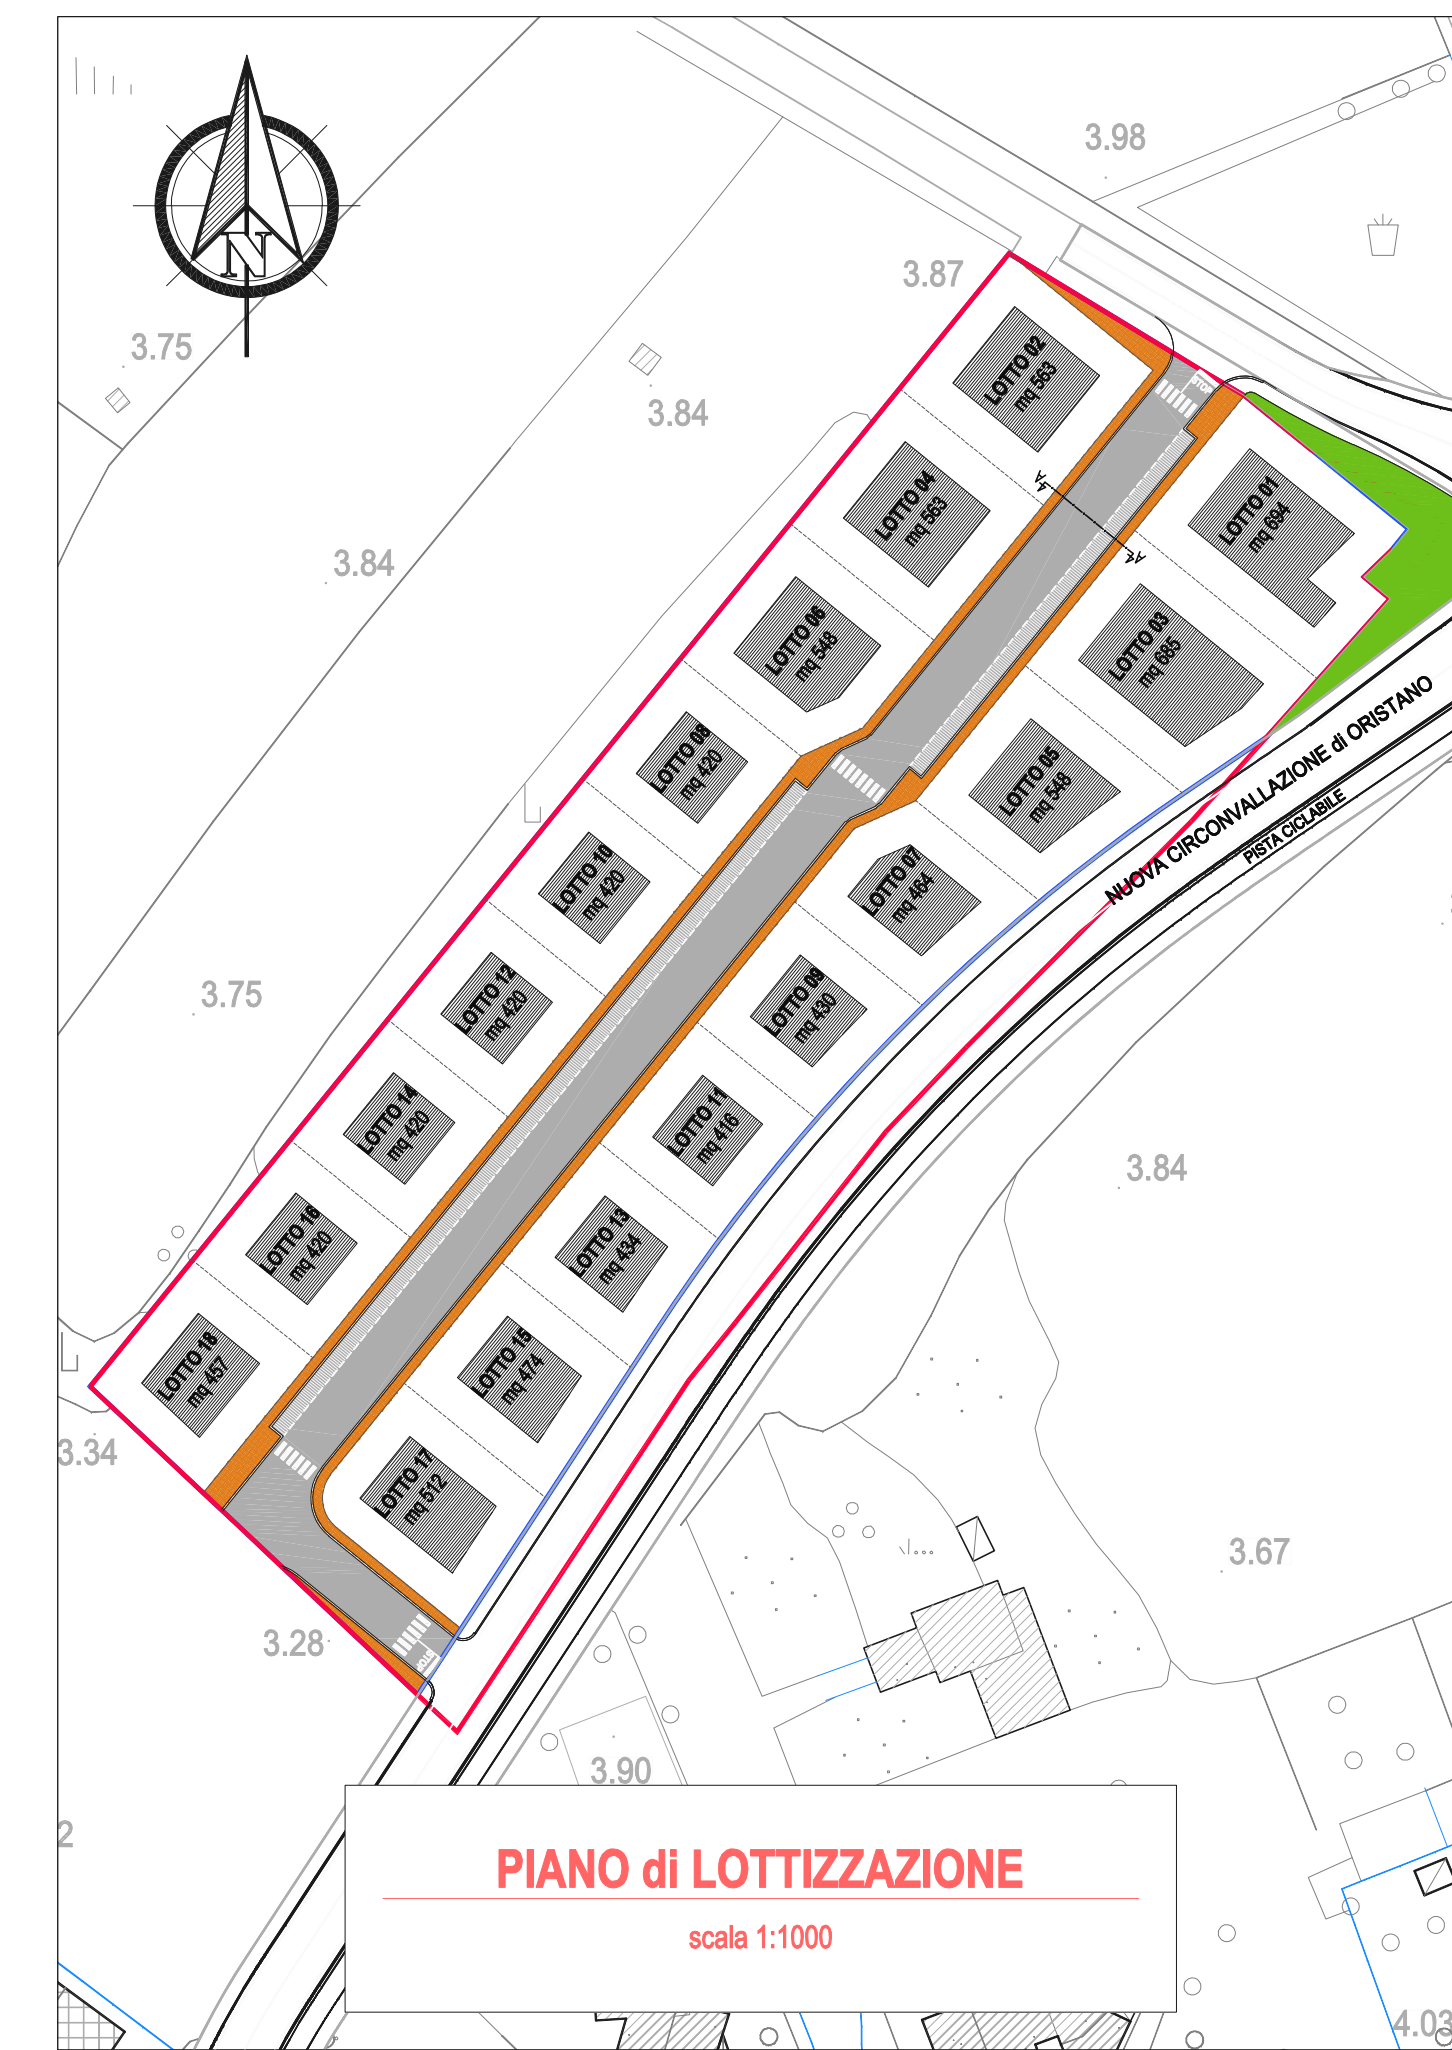 3.98
N
3.87
3.75
3.84
3.84
STOP
LOTTO 02
mq 563
LOTTO 01
mq 694
LOTTO 04
mq 563
A
A
LOTTO 06
mq 548
LOTTO 03
mq 685
LOTTO 08
mq 420
LOTTO 05
mq 548
NUOVA CIRCONVALLAZIONE di ORISTANO
PISTA CICLABILE
LOTTO 10
mq 420
LOTTO 07
mq 464
3.75
LOTTO 12
mq 420
LOTTO 09
mq 430
LOTTO 14
mq 420
LOTTO 11
mq 416
3.84
LOTTO 16
mq 420
LOTTO 13
mq 434
LOTTO 18
mq 457
LOTTO 15
mq 474
3.34
LOTTO 17
mq 512
3.67
3.28
STOP
3.90
2
PIANO di LOTTIZZAZIONE
scala 1:1000
4.03